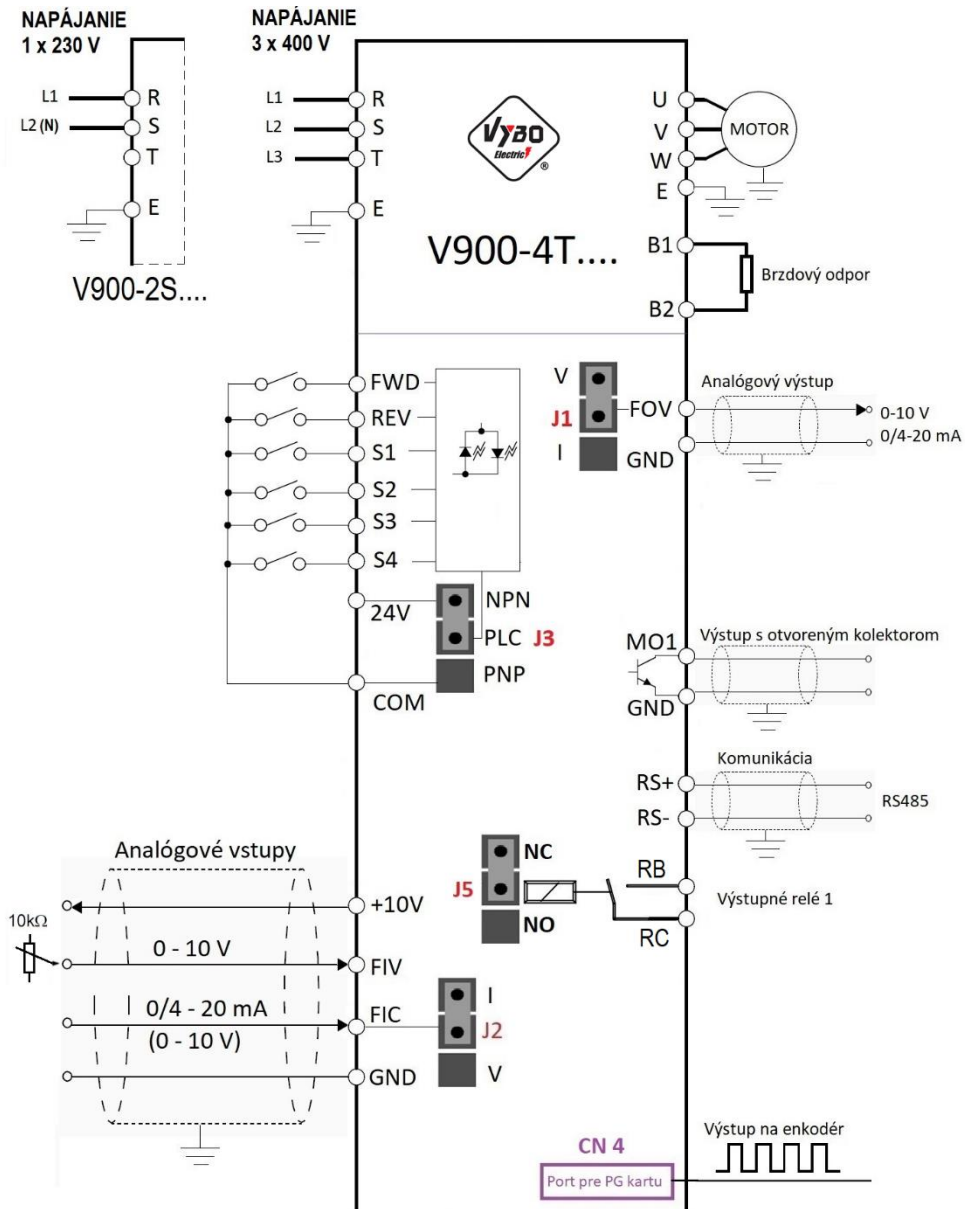 NAPÁJANIE
1 x 230 V
L1
R
L2 (N)
S
T
E
V900-2S....
NAPÁJANIE
3 x 400 V
L1
R
L2
S
L3
T
E
VYBO
Electric
®
V900-4T....
U
V
W
E
MOTOR
B1
B2
Brzdový odpor
FWD
REV
S1
S2
S3
S4
24V
COM
NPN
PLC
J3
PNP
V
J1
I
FOV
GND
Analógový výstup
0-10 V
0/4-20 mA
MO1
GND
Výstup s otvoreným kolektorom
RS+
RS-
Komunikácia
RS485
NC
J5
NO
RB
RC
Výstupné relé 1
Analógové vstupy
10kΩ
+10V
0 - 10 V
FIV
0/4 - 20 mA
(0 - 10 V)
FIC
GND
I
J2
V
CN 4
Port pre PG kartu
Výstup na enkodér